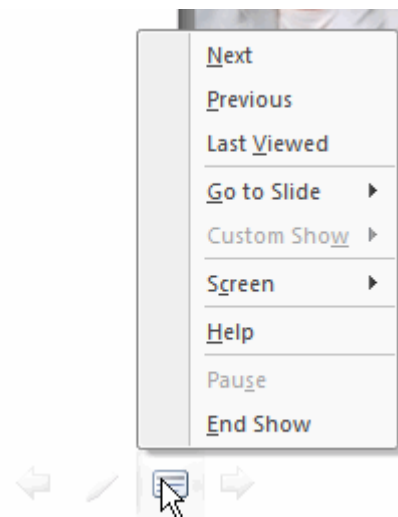 Next
Previous
Last Viewed
Go to Slide
Custom Show
Screen
Help
Pause
End Show